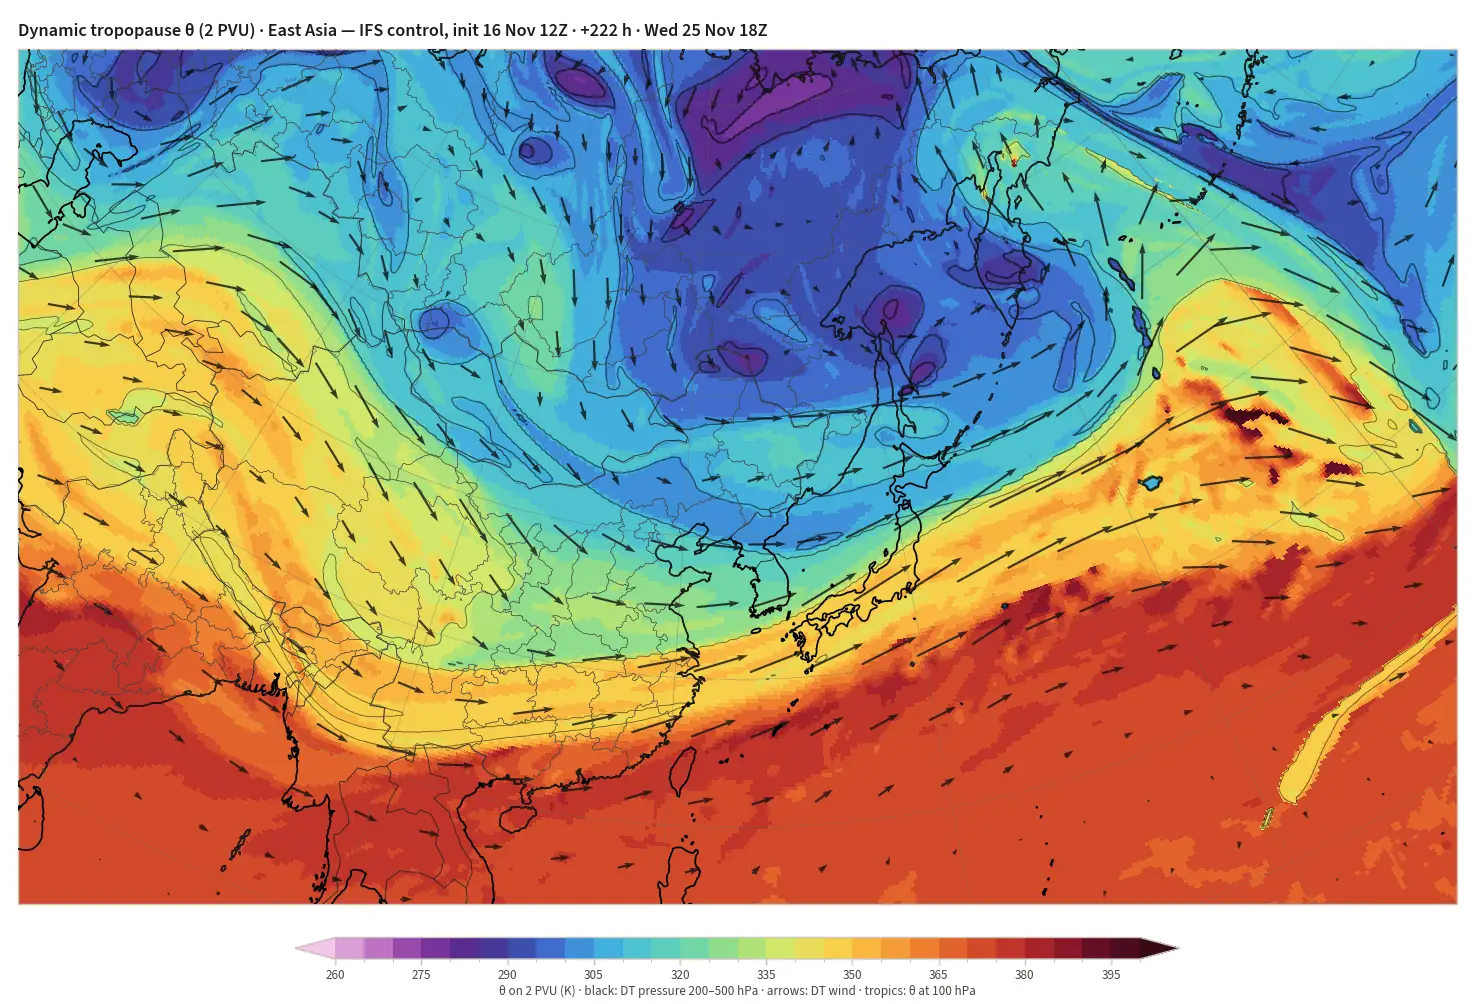 Dynamic tropopause θ (2 PVU) · East Asia — IFS control, init 16 Nov 12Z · +222 h · Wed 25 Nov 18Z
260 275 290 305 320 335 350 365 380 395
θ on 2 PVU (K) · black: DT pressure 200–500 hPa · arrows: DT wind · tropics: θ at 100 hPa